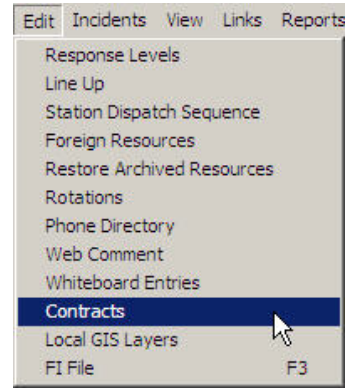 Edit Incidents View Links Reports
Response Levels
Line Up
Station Dispatch Sequence
Foreign Resources
Restore Archived Resources
Rotations
Phone Directory
Web Comment
Whiteboard Entries
Contracts
Local GIS Layers
FI File F3